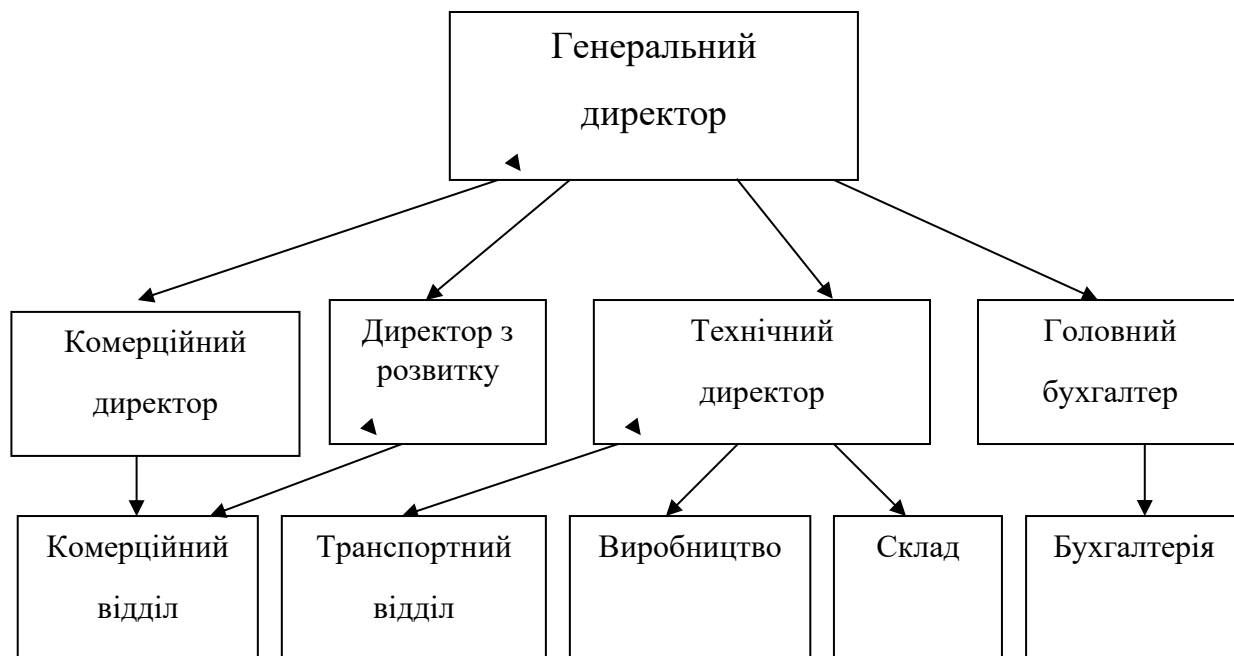 Генеральний
директор
Комерційний
директор
Директор з
розвитку
Технічний
директор
Головний
бухгалтер
Комерційний
відділ
Транспортний
відділ
Виробництво
Склад
Бухгалтерія